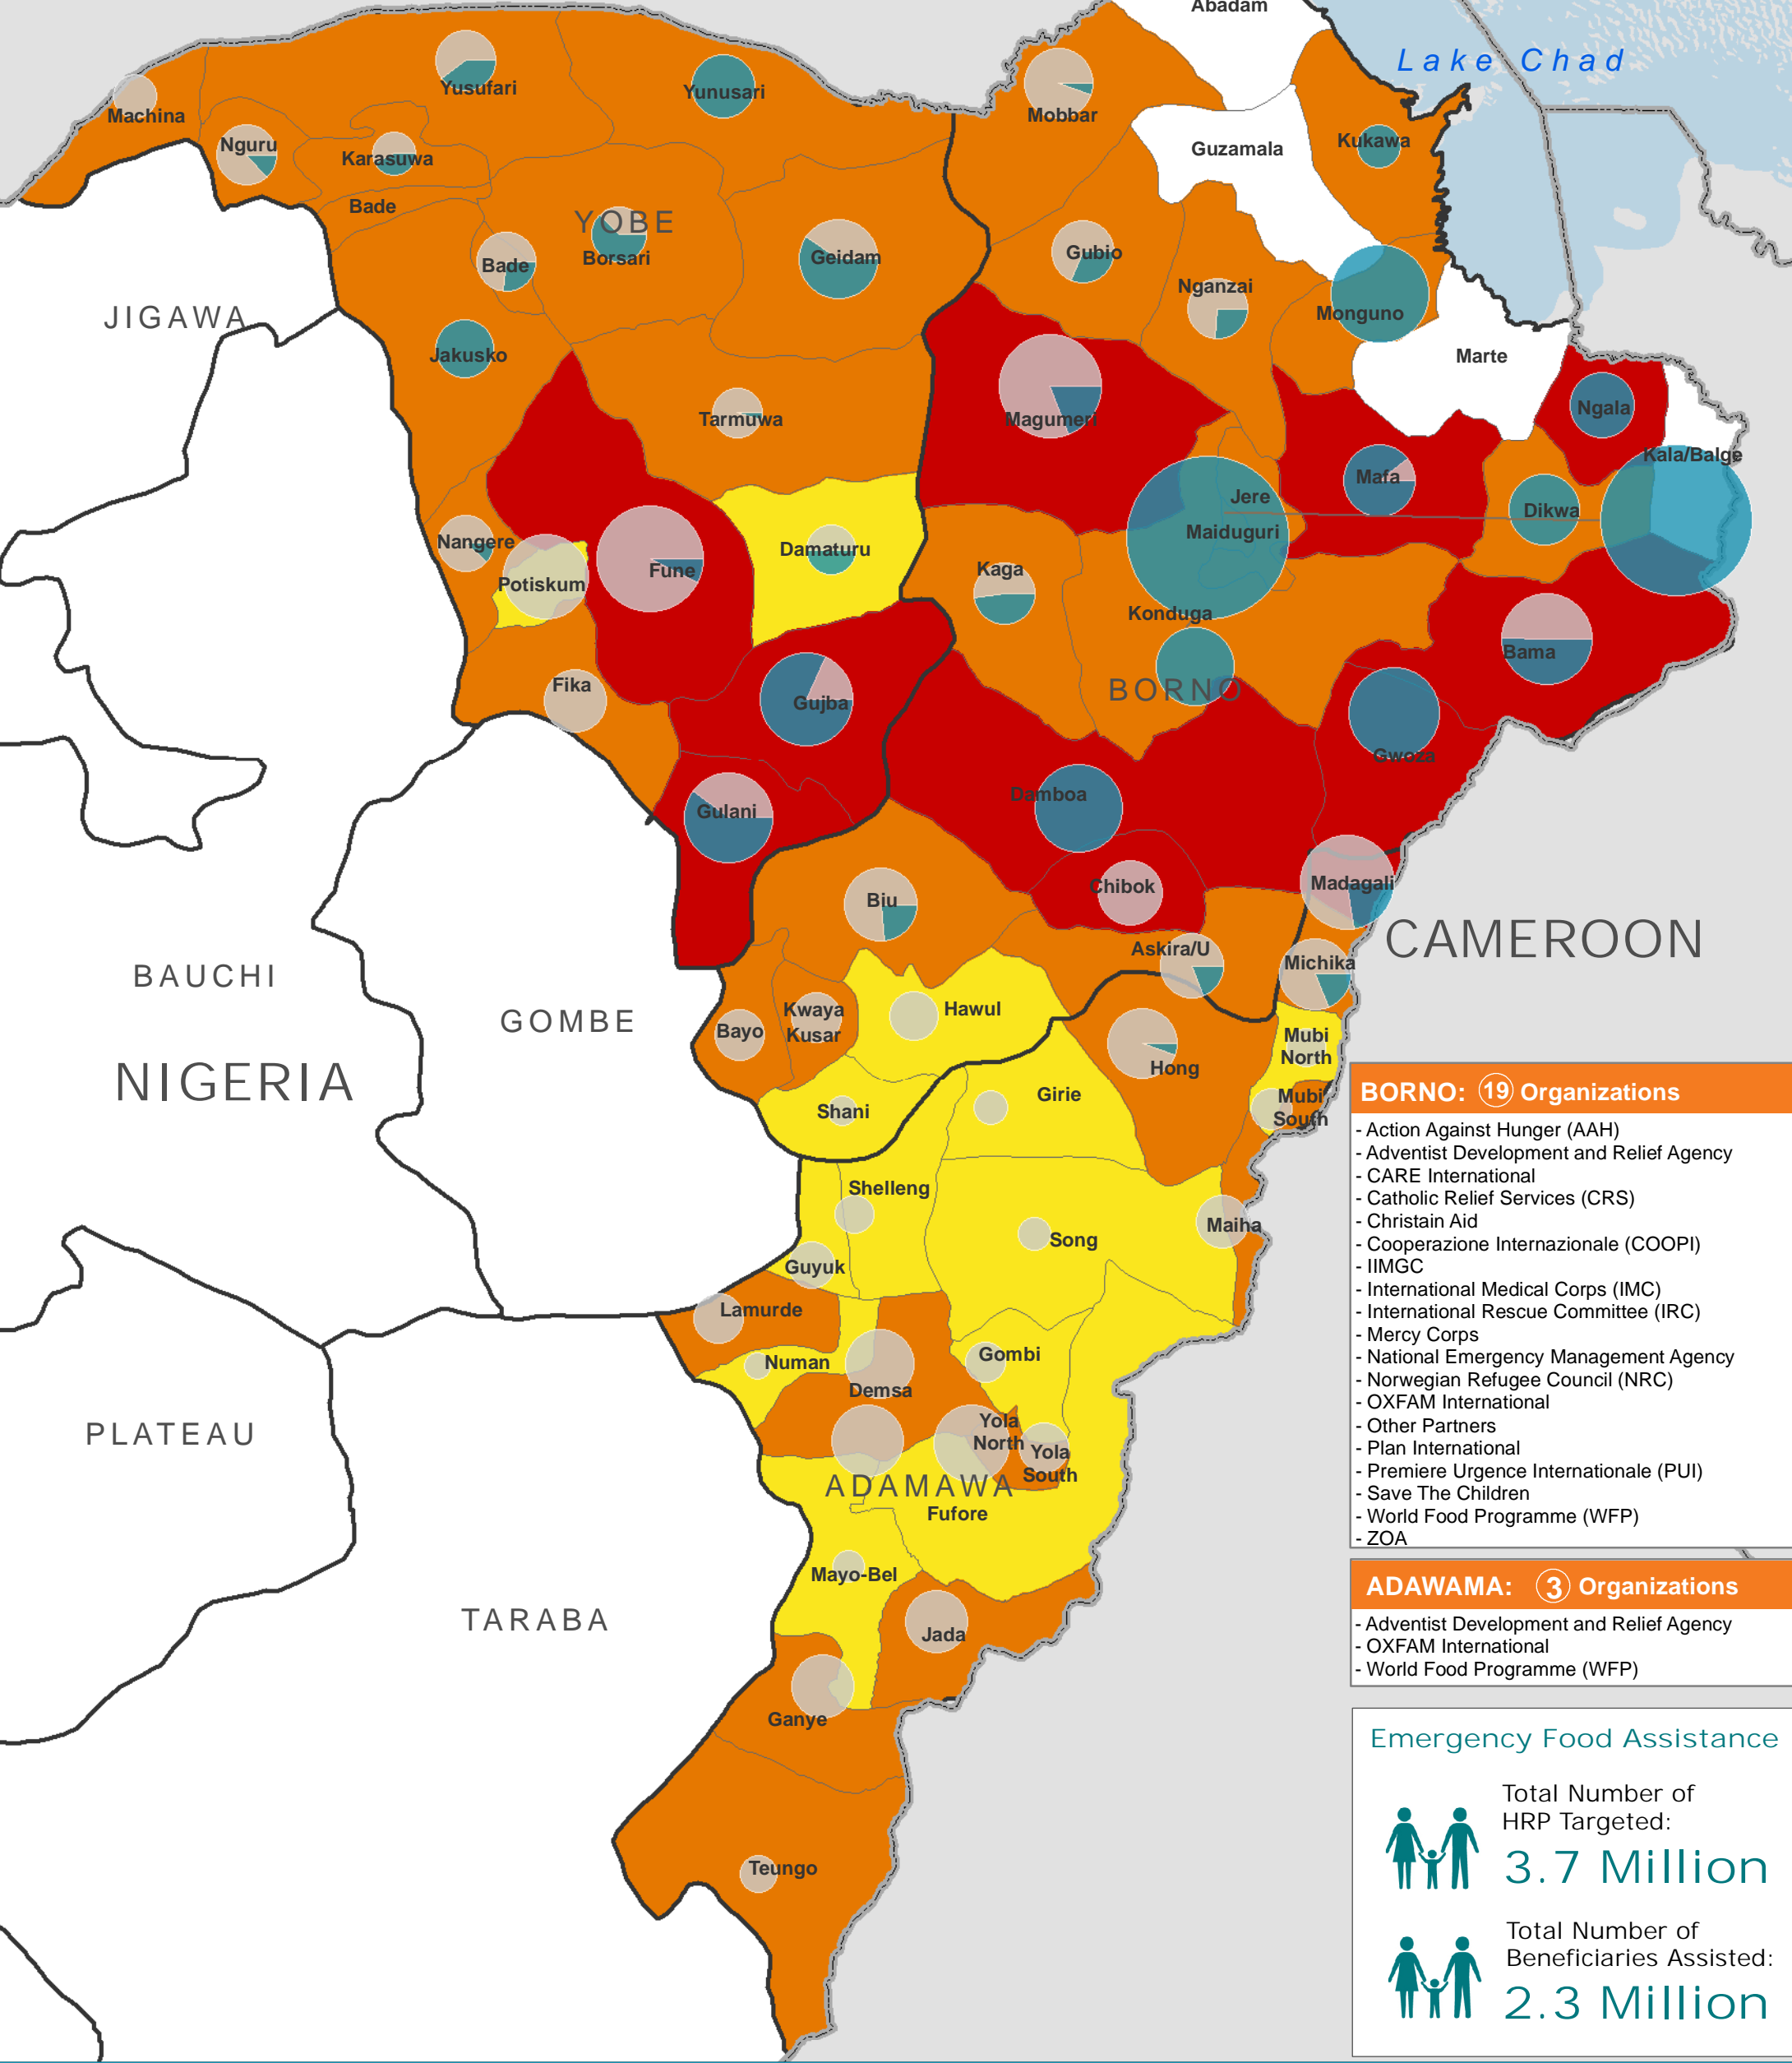 Abadam
Lake Chad
Machina
Yusufari
Yunusari
Mobbar
Nguru
Karasuwa
Guzamala
Kukawa
Bade
YOBE
Borsari
Bade
Geidam
Gubio
Nganzai
Monguno
JIGAWA
Jakusko
Marte
Tarmuwa
Magumeri
Ngala
Kala/Balge
Mafa
Jere
Dikwa
Maiduguri
Nangere
Damaturu
Potiskum
Fune
Kaga
Konduga
Bama
Fika
Gujba
BORNO
Gwoza
Gulani
Damboa
Chibok
Madagali
Biu
CAMEROON
Askira/U
Michika
BAUCHI
GOMBE
Bayo
Kwaya
Kusar
Hawul
Mubi
North
Hong
NIGERIA
Girie
Shani
Mubi
South
Shelleng
Song
Maiha
Guyuk
Lamurde
Numan
Gombi
Demsa
PLATEAU
Yola
North
Yola
South
ADAMAWA
Fufore
Mayo-Bel
TARABA
Jada
Ganye
Teungo
BORNO: 19 Organizations
- Action Against Hunger (AAH)
- Adventist Development and Relief Agency
- CARE International
- Catholic Relief Services (CRS)
- Christain Aid
- Cooperazione Internazionale (COOPI)
- IIMGC
- International Medical Corps (IMC)
- International Rescue Committee (IRC)
- Mercy Corps
- National Emergency Management Agency
- Norwegian Refugee Council (NRC)
- OXFAM International
- Other Partners
- Plan International
- Premiere Urgence Internationale (PUI)
- Save The Children
- World Food Programme (WFP)
- ZOA
ADAWAMA: 3 Organizations
- Adventist Development and Relief Agency
- OXFAM International
- World Food Programme (WFP)
Emergency Food Assistance
Total Number of
HRP Targeted:
3.7 Million
Total Number of
Beneficiaries Assisted:
2.3 Million